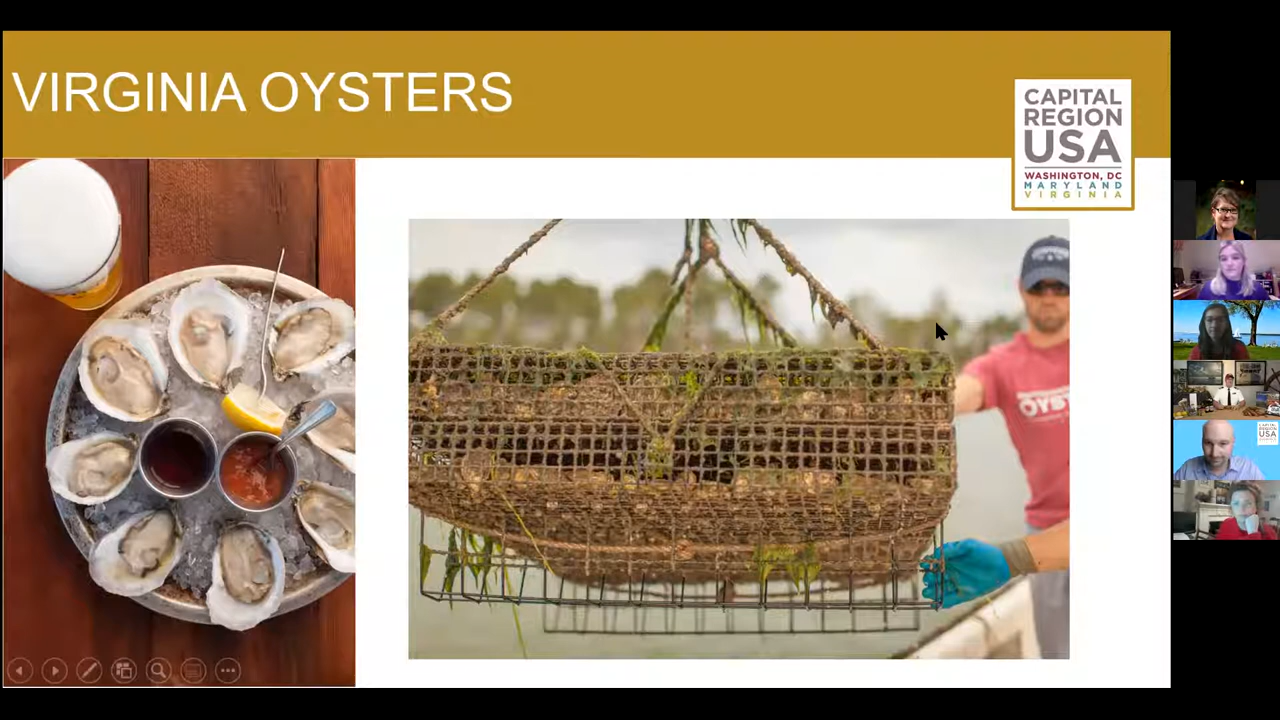 VIRGINIA OYSTERS
CAPITAL
REGION
USA
WASHINGTON, DC
MARYLAND
VIRGINIA